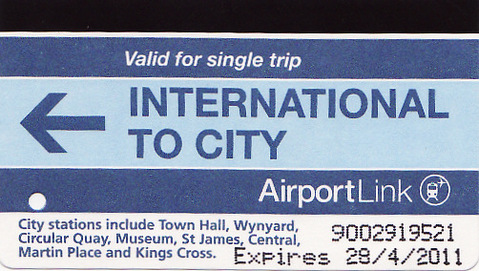 Valid for single trip
INTERNATIONAL
TO CITY
AirportLink
City stations include Town Hall, Wynyard,
Circular Quay, Museum, St James, Central,
Martin Place and Kings Cross.
9002919521
Expires 28/4/2011